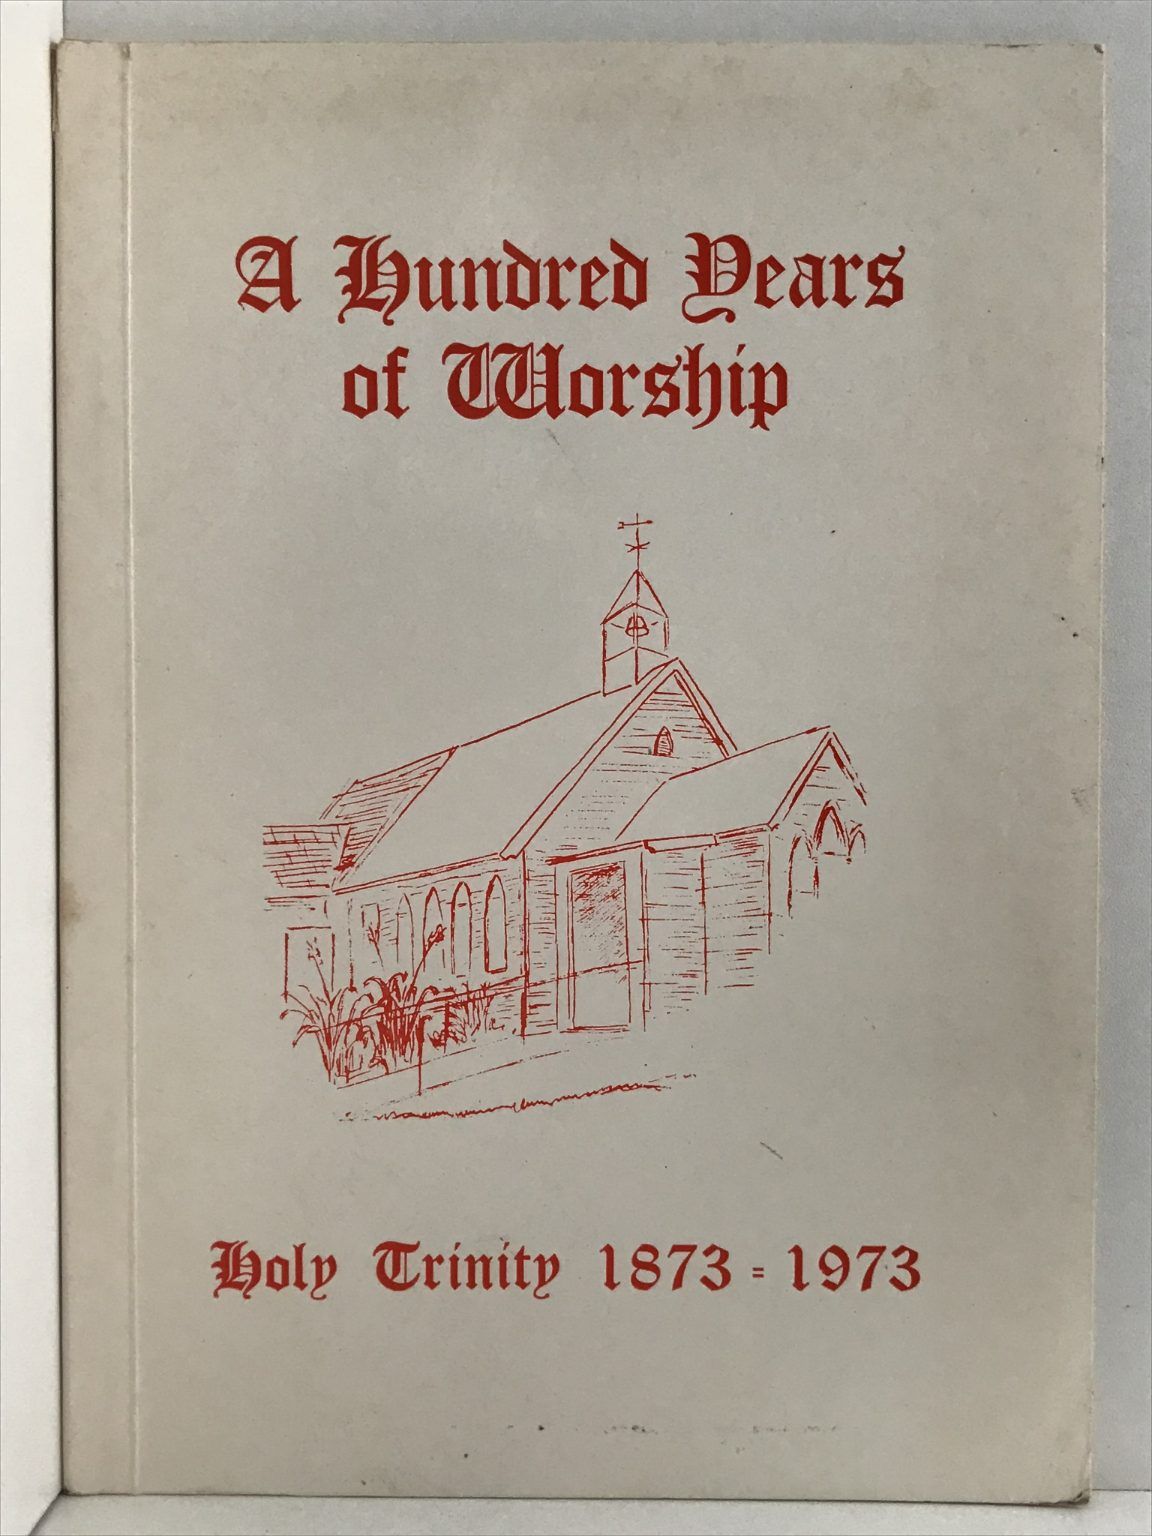 A Hundred Years
of Worship
Holy Trinity 1873 = 1973